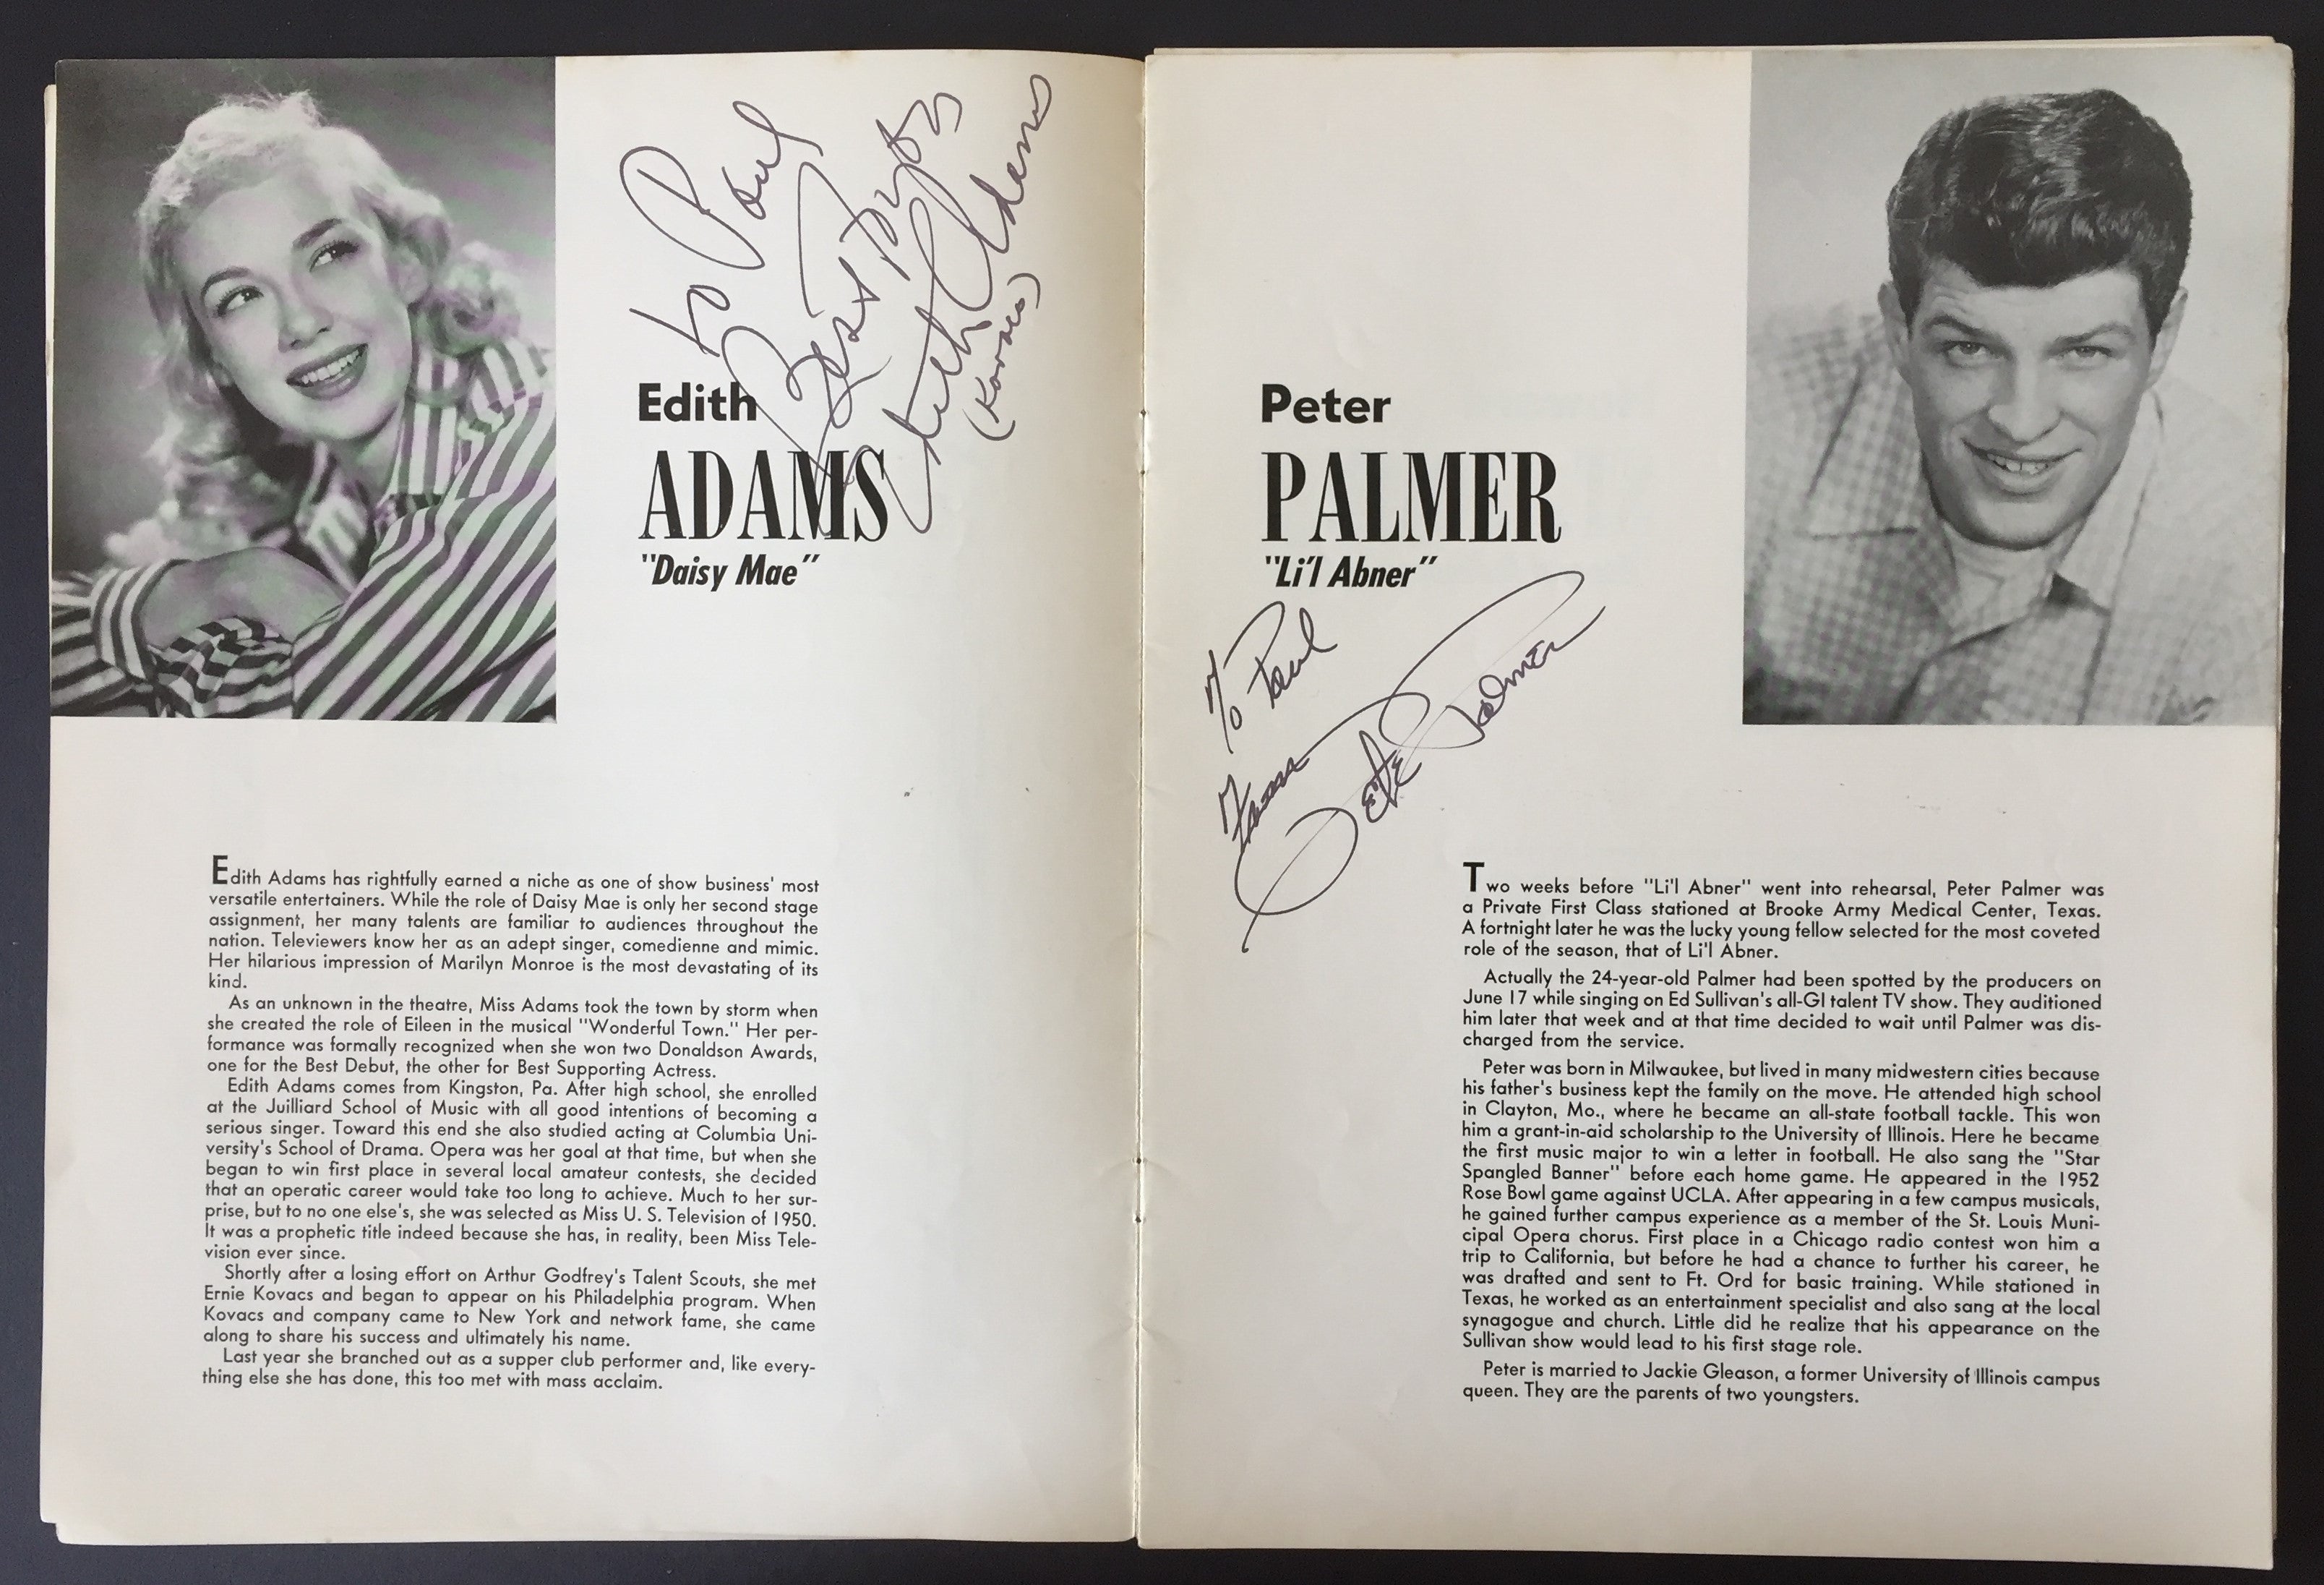 to Paul
Best Always
Edith Adams
(Kovacs)
Edith
ADAMS
"Daisy Mae"
Edith Adams has rightfully earned a niche as one of show business' most
versatile entertainers. While the role of Daisy Mae is only her second stage
assignment, her many talents are familiar to audiences throughout the
nation. Televiewers know her as an adept singer, comedienne and mimic.
Her hilarious impression of Marilyn Monroe is the most devastating of its
kind.
As an unknown in the theatre, Miss Adams took the town by storm when
she created the role of Eileen in the musical "Wonderful Town." Her per-
formance was formally recognized when she won two Donaldson Awards,
one for the Best Debut, the other for Best Supporting Actress.
Edith Adams comes from Kingston, Pa. After high school, she enrolled
at the Juilliard School of Music with all good intentions of becoming a
serious singer. Toward this end she also studied acting at Columbia Uni-
versity's School of Drama. Opera was her goal at that time, but when she
began to win first place in several local amateur contests, she decided
that an operatic career would take too long to achieve. Much to her sur-
prise, but to no one else's, she was selected as Miss U. S. Television of 1950.
It was a prophetic title indeed because she has, in reality, been Miss Tele-
vision ever since.
Shortly after a losing effort on Arthur Godfrey's Talent Scouts, she met
Ernie Kovacs and began to appear on his Philadelphia program. When
Kovacs and company came to New York and network fame, she came
along to share his success and ultimately his name.
Last year she branched out as a supper club performer and, like every-
thing else she has done, this too met with mass acclaim.
Peter
PALMER
"Li'l Abner"
To Paul
Pete Palmer
Two weeks before "Li'l Abner" went into rehearsal, Peter Palmer was
a Private First Class stationed at Brooke Army Medical Center, Texas.
A fortnight later he was the lucky young fellow selected for the most coveted
role of the season, that of Li'l Abner.
Actually the 24-year-old Palmer had been spotted by the producers on
June 17 while singing on Ed Sullivan's all-GI talent TV show. They auditioned
him later that week and at that time decided to wait until Palmer was dis-
charged from the service.
Peter was born in Milwaukee, but lived in many midwestern cities because
his father's business kept the family on the move. He attended high school
in Clayton, Mo., where he became an all-state football tackle. This won
him a grant-in-aid scholarship to the University of Illinois. Here he became
the first music major to win a letter in football. He also sang the "Star
Spangled Banner" before each home game. He appeared in the 1952
Rose Bowl game against UCLA. After appearing in a few campus musicals,
he gained further campus experience as a member of the St. Louis Muni-
cipal Opera chorus. First place in a Chicago radio contest won him a
trip to California, but before he had a chance to further his career, he
was drafted and sent to Ft. Ord for basic training. While stationed in
Texas, he worked as an entertainment specialist and also sang at the local
synagogue and church. Little did he realize that his appearance on the
Sullivan show would lead to his first stage role.
Peter is married to Jackie Gleason, a former University of Illinois campus
queen. They are the parents of two youngsters.